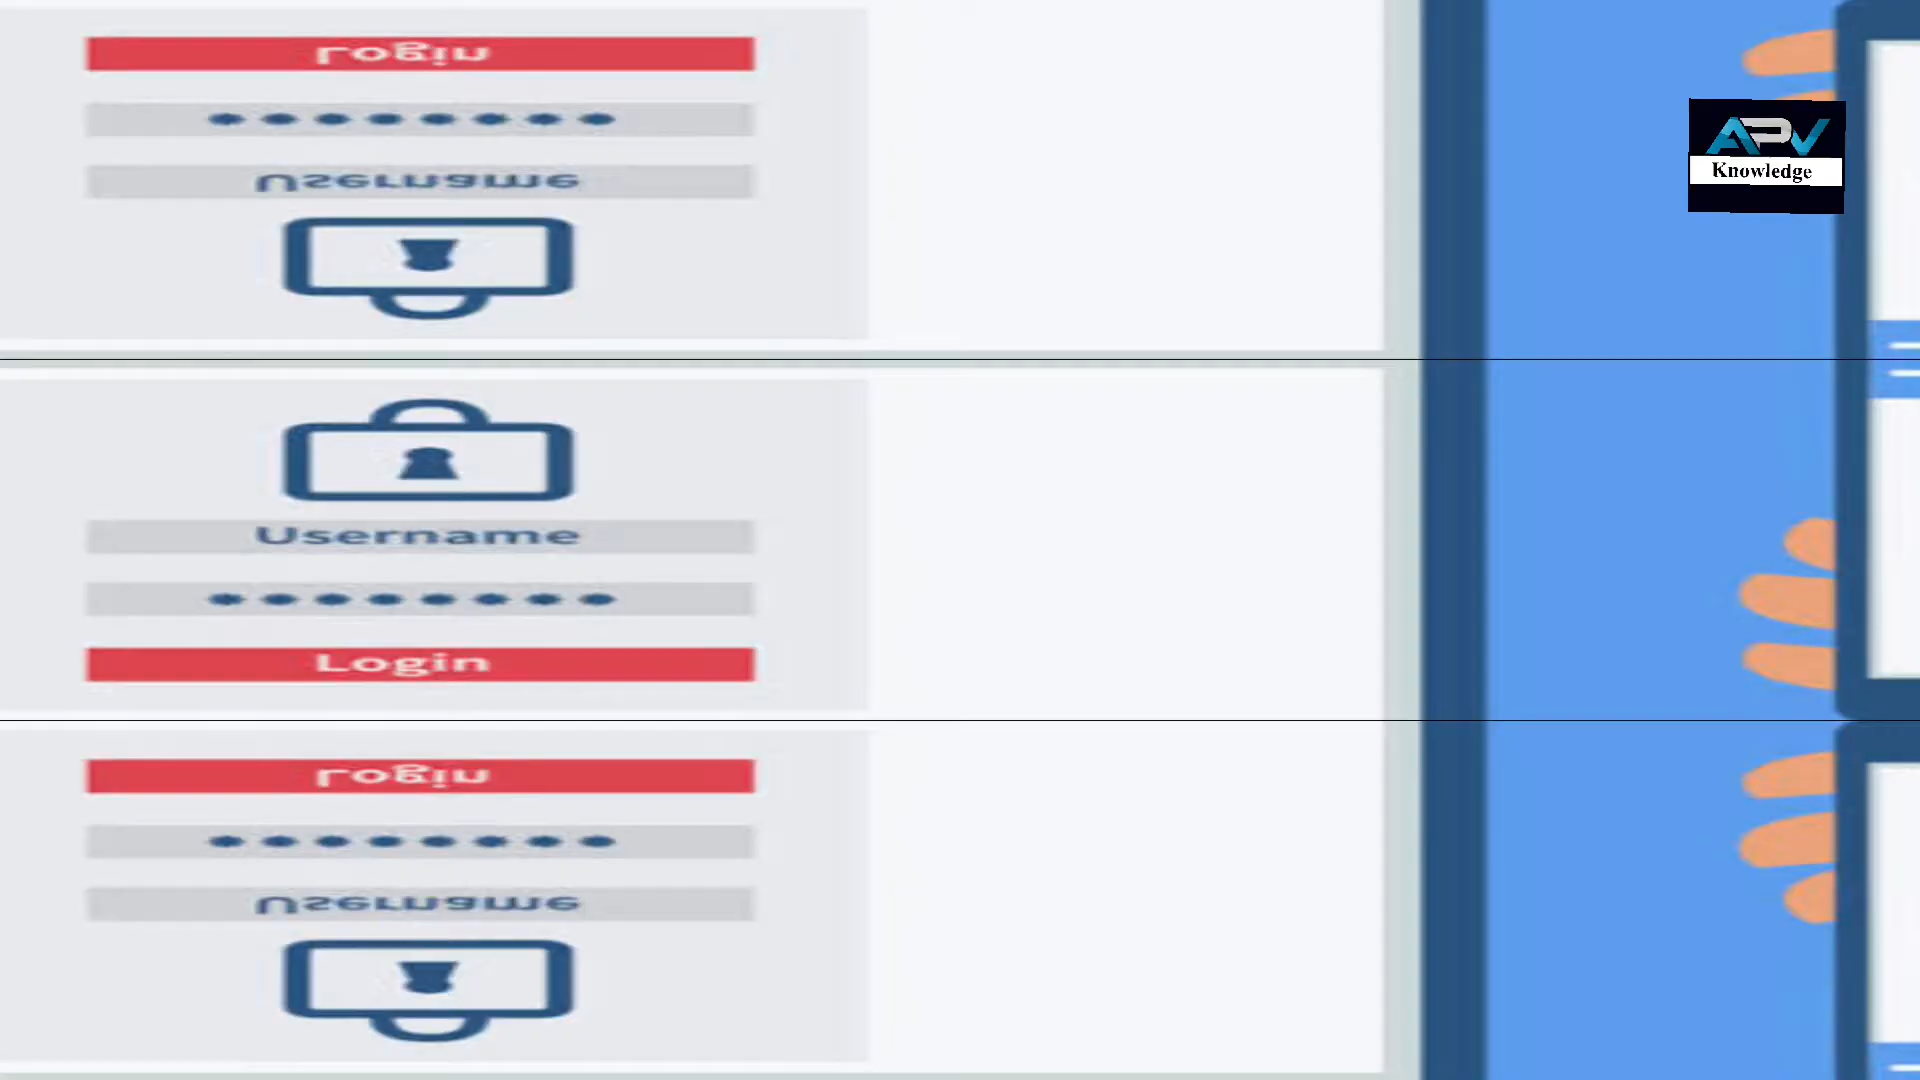 Login
Username
APV
Knowledge
Username
Login
Login
Username